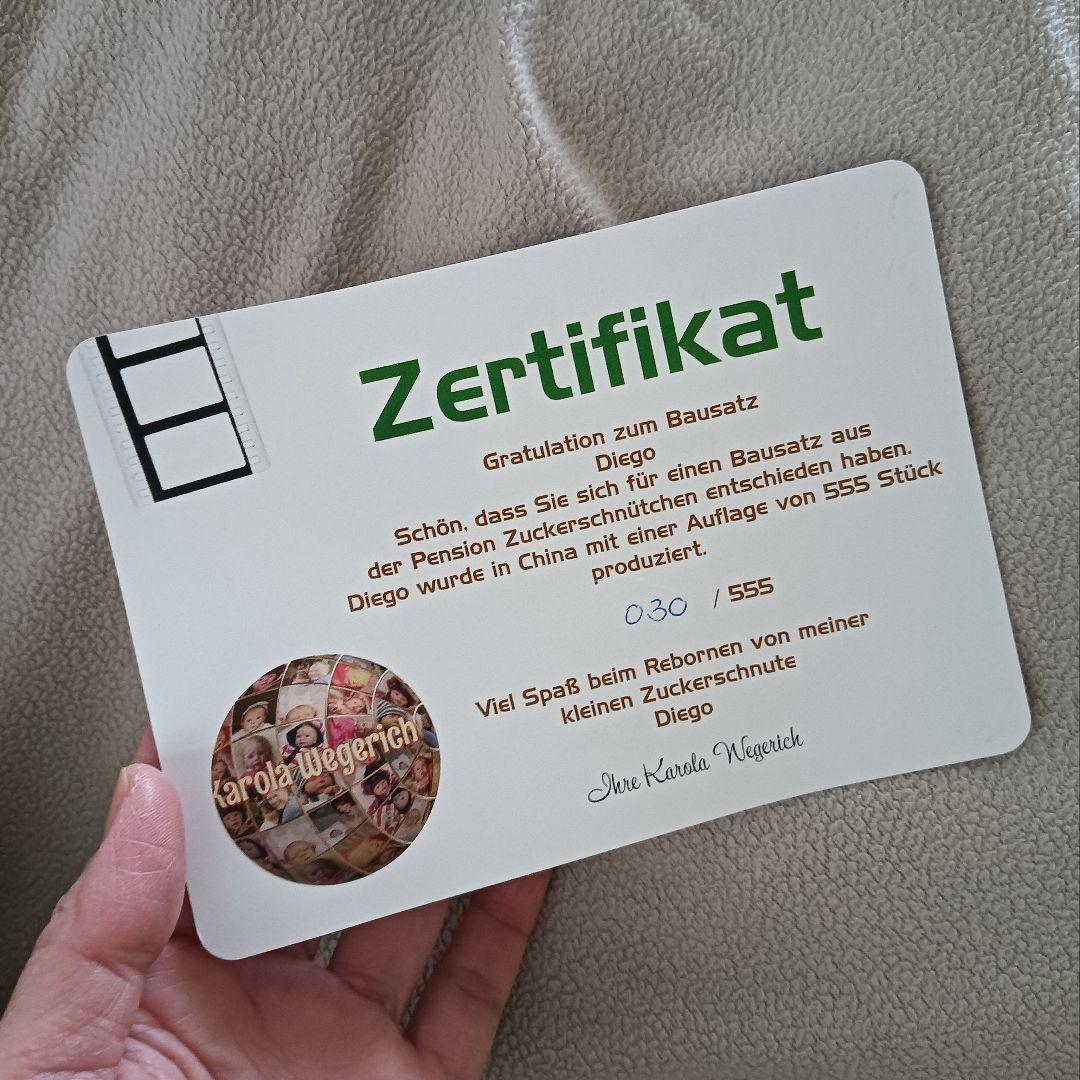 Zertifikat
Gratulation zum Bausatz
Diego
Schön, dass Sie sich für einen Bausatz aus
der Pension Zuckerschnütchen entschieden haben.
Diego wurde in China mit einer Auflage von 555 Stück
produziert.
030 / 555
Viel Spaß beim Rebornen von meiner
kleinen Zuckerschnute
Diego
Ihre Karola Wegerich
Karola Wegerich